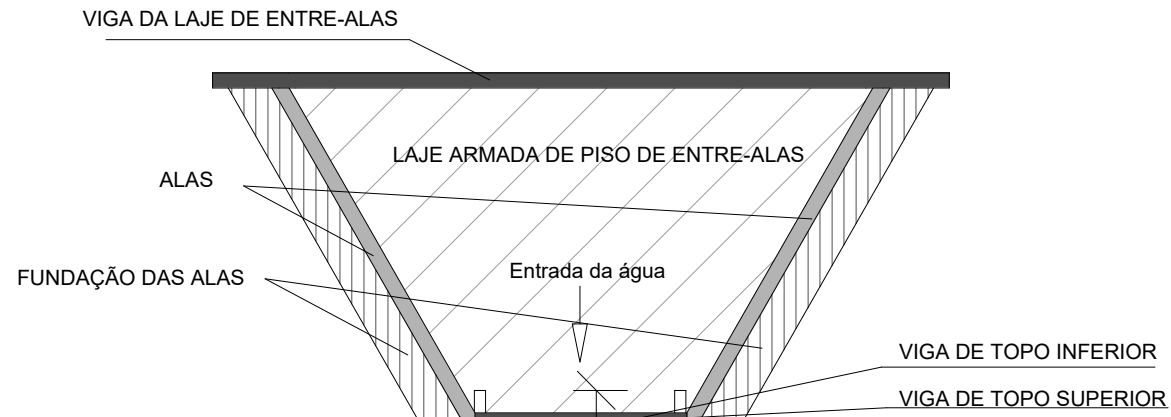 VIGA DA LAJE DE ENTRE-ALAS
LAJE ARMADA DE PISO DE ENTRE-ALAS
ALAS
FUNDAÇÃO DAS ALAS
Entrada da água
VIGA DE TOPO INFERIOR
VIGA DE TOPO SUPERIOR